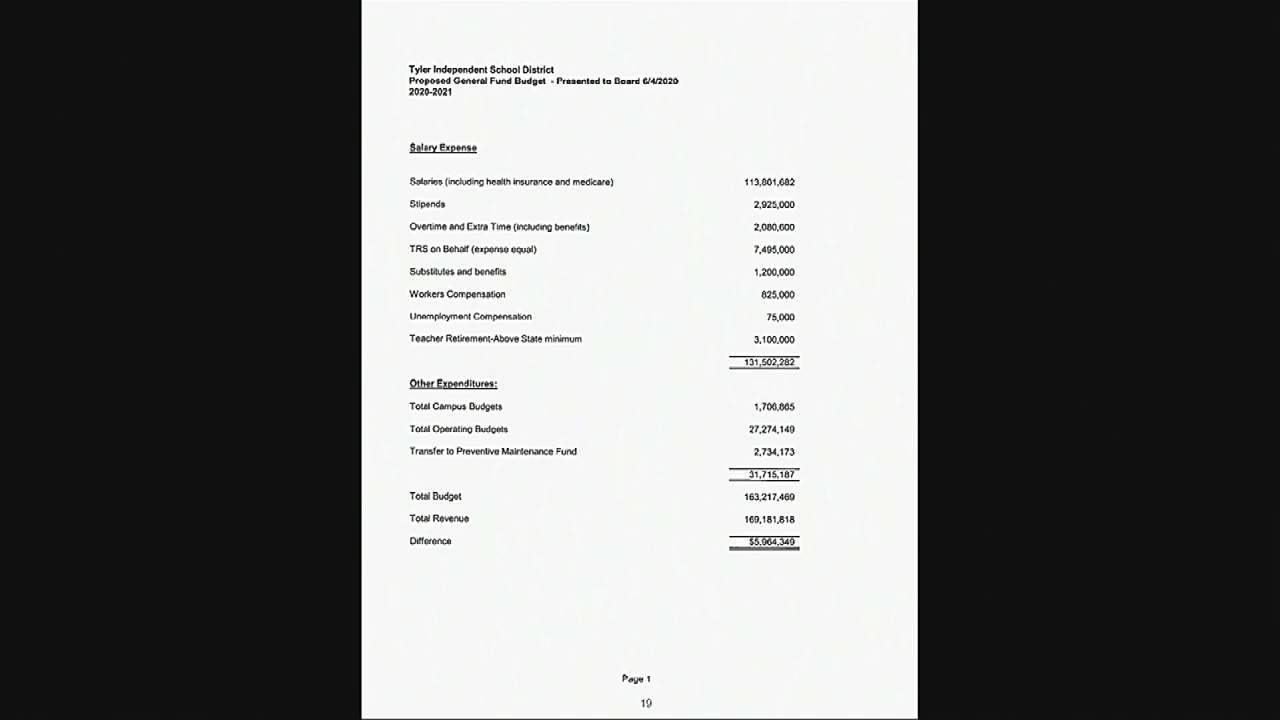 Tyler Independent School District
Proposed General Fund Budget - Presented to Board 6/4/2020
2020-2021
Salary Expense
Salaries (including health insurance and medicare) 113,801,682
Stipends 2,925,000
Overtime and Extra Time (including benefits) 2,080,600
TRS on Behalf (expense equal) 7,495,000
Substitutes and benefits 1,200,000
Workers Compensation 825,000
Unemployment Compensation 75,000
Teacher Retirement-Above State minimum 3,100,000
131,502,282
Other Expenditures:
Total Campus Budgets 1,706,865
Total Operating Budgets 27,274,149
Transfer to Preventive Maintenance Fund 2,734,173
31,715,187
Total Budget 163,217,469
Total Revenue 169,181,818
Difference $5,964,349
Page 1
19